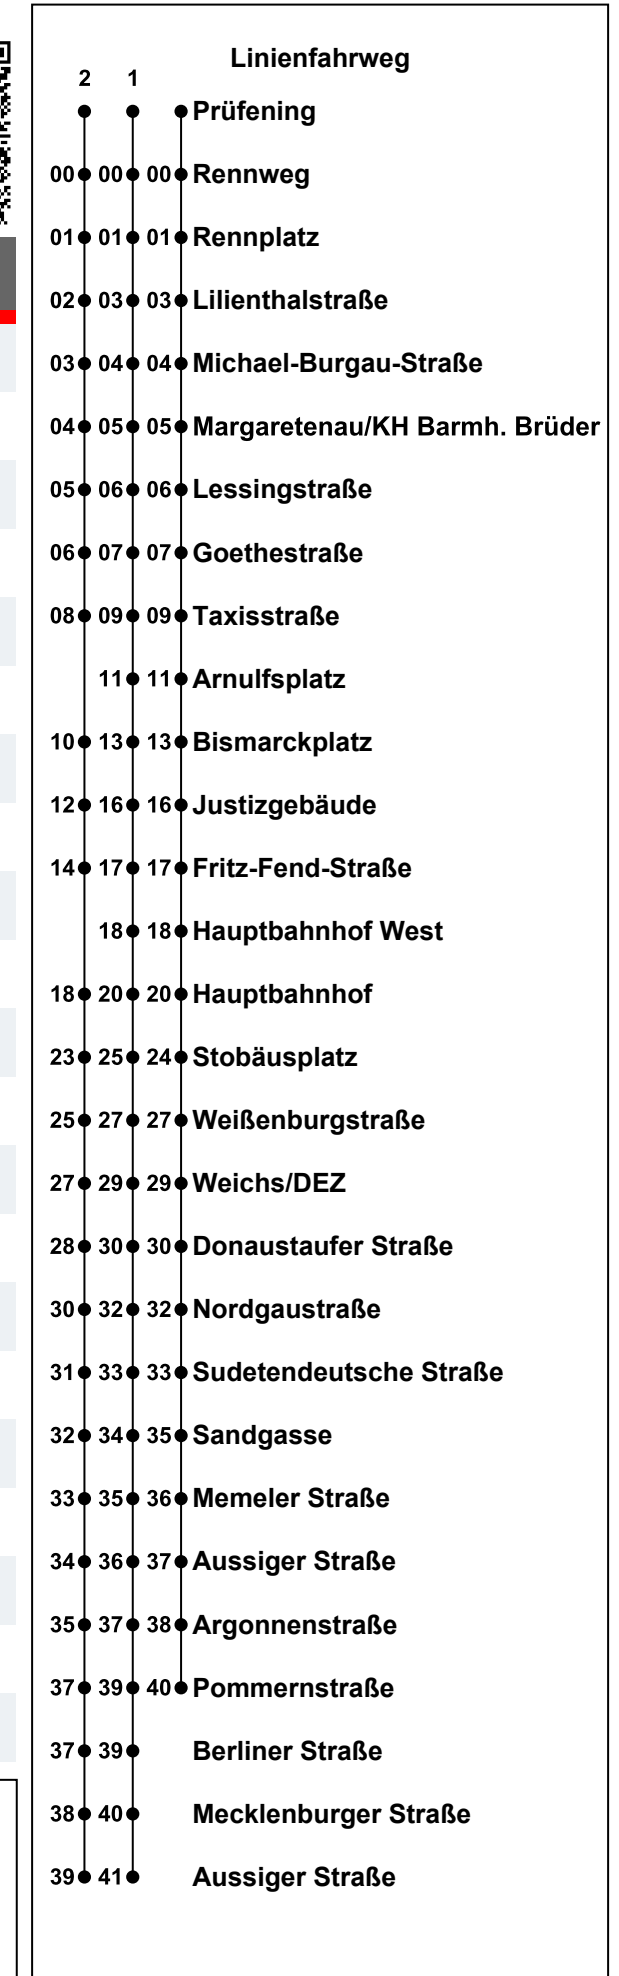 Linienfahrweg
2 1
Prüfening
00 00 00 Rennweg
01 01 01 Rennplatz
02 03 03 Lilienthalstraße
03 04 04 Michael-Burgau-Straße
04 05 05 Margaretenau/KH Barmh. Brüder
05 06 06 Lessingstraße
06 07 07 Goethestraße
08 09 09 Taxisstraße
11 11 Arnulfsplatz
10 13 13 Bismarckplatz
12 16 16 Justizgebäude
14 17 17 Fritz-Fend-Straße
18 18 Hauptbahnhof West
18 20 20 Hauptbahnhof
23 25 24 Stobäusplatz
25 27 27 Weißenburgstraße
27 29 29 Weichs/DEZ
28 30 30 Donaustaufer Straße
30 32 32 Nordgaustraße
31 33 33 Sudetendeutsche Straße
32 34 35 Sandgasse
33 35 36 Memeler Straße
34 36 37 Aussiger Straße
35 37 38 Argonnenstraße
37 39 40 Pommernstraße
37 39 Berliner Straße
38 40 Mecklenburger Straße
39 41 Aussiger Straße